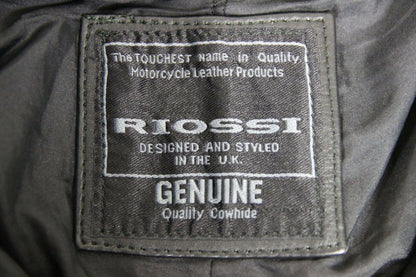 The TOUCHEST Name in Quality
Motorcycle Leather Products
RIOSSI
DESIGNED AND STYLED
IN THE U.K.
GENUINE
Quality Cowhide